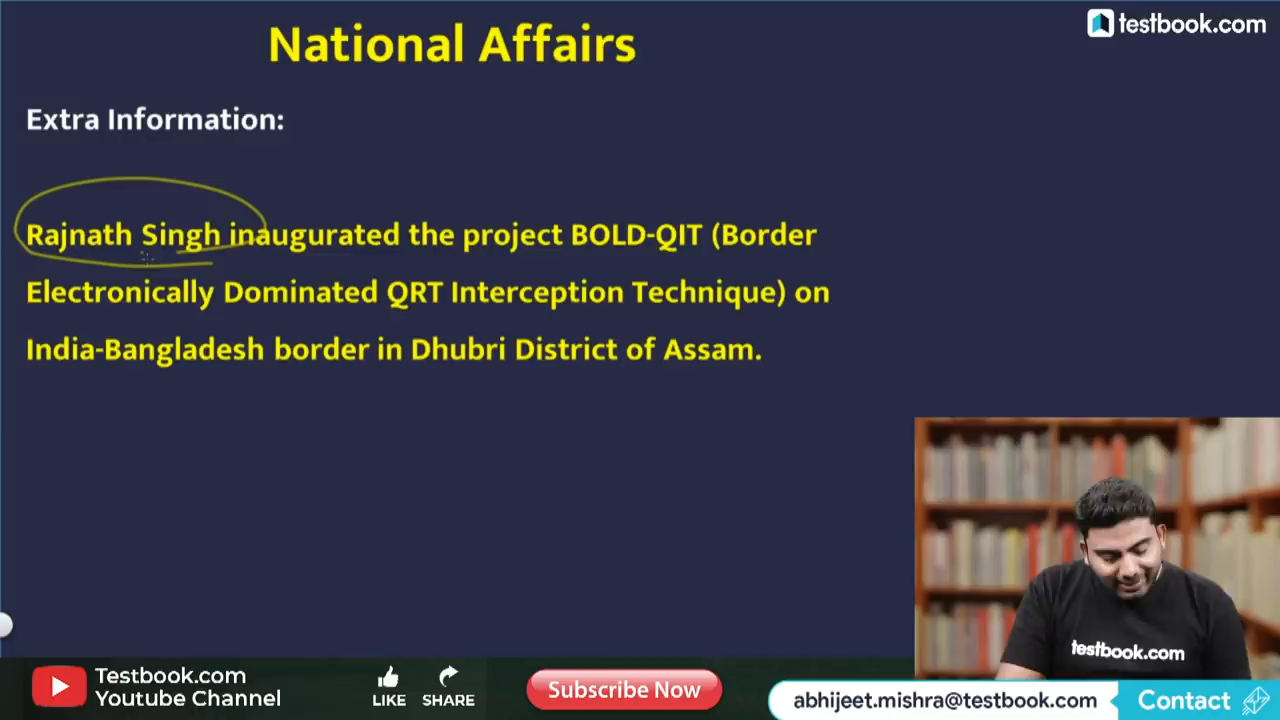 National Affairs
testbook.com
Extra Information:
Rajnath Singh inaugurated the project BOLD-QIT (Border
Electronically Dominated QRT Interception Technique) on
India-Bangladesh border in Dhubri District of Assam.
testbook.com
Testbook.com
Youtube Channel
LIKE
SHARE
Subscribe Now
abhijeet.mishra@testbook.com
Contact